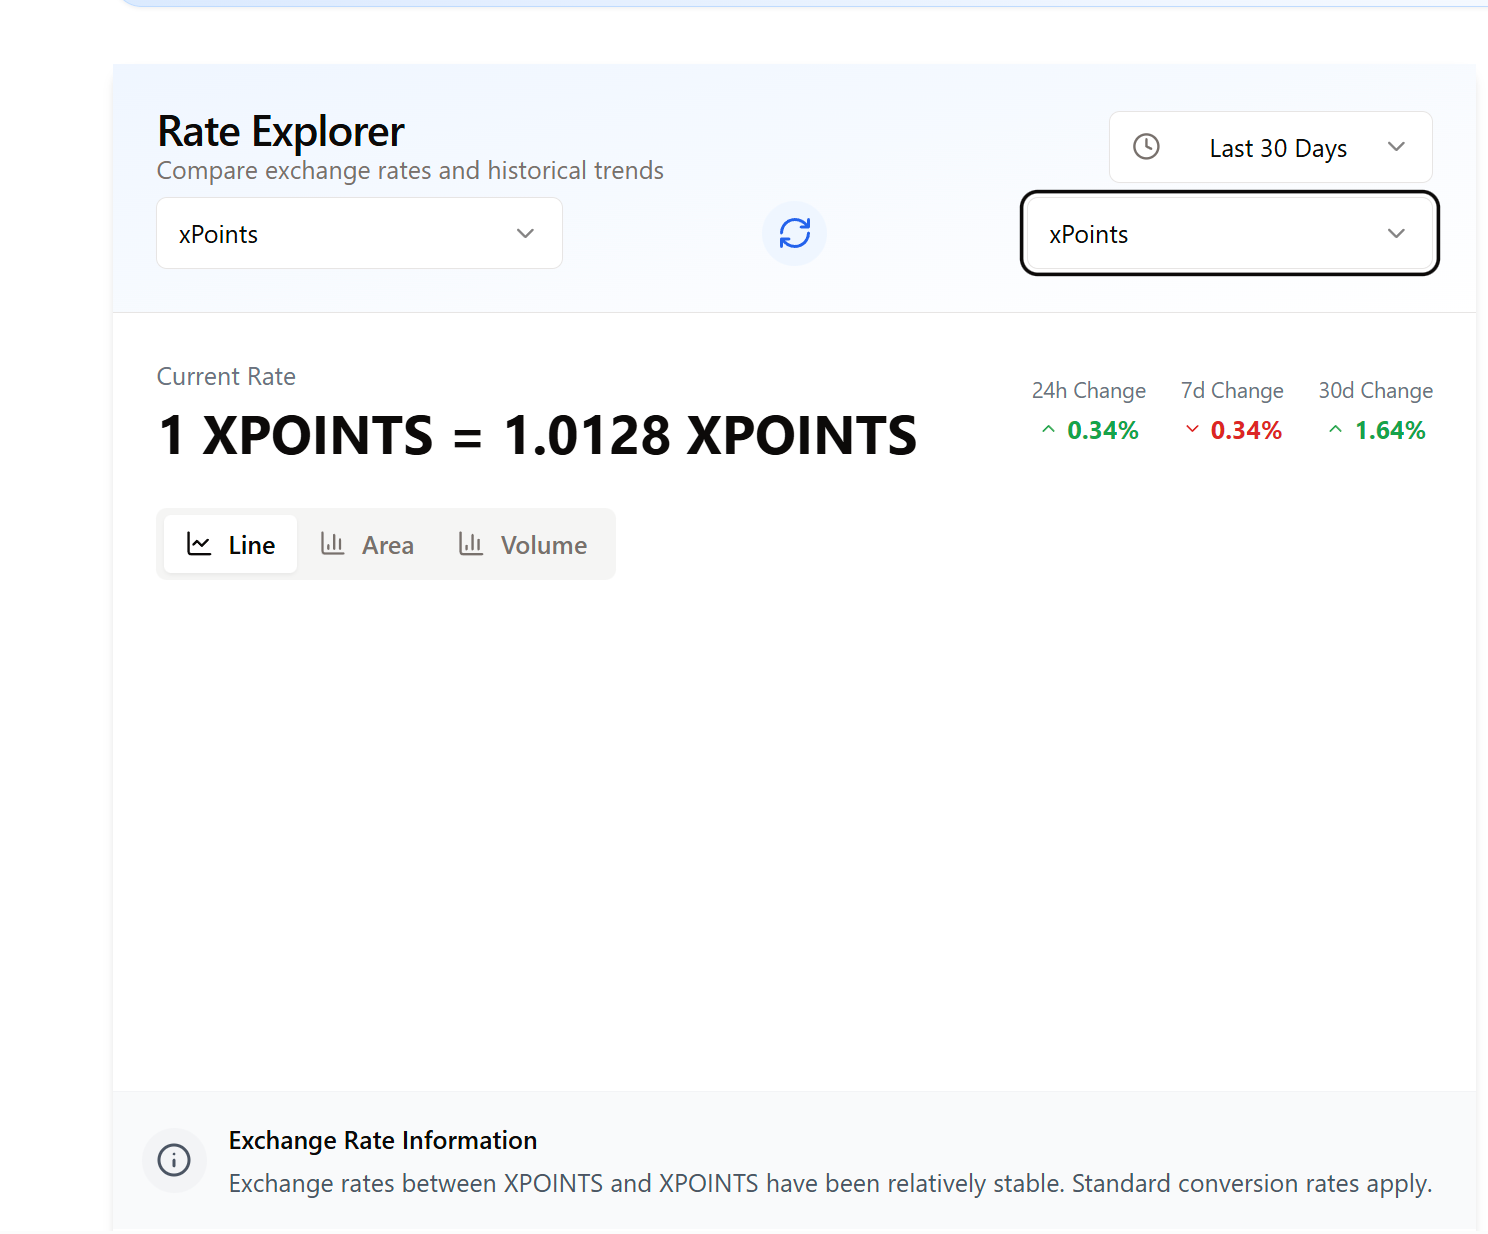 Rate Explorer
Compare exchange rates and historical trends
Last 30 Days
xPoints
xPoints
Current Rate
1 XPOINTS = 1.0128 XPOINTS
24h Change
0.34%
7d Change
0.34%
30d Change
1.64%
Line
Area
Volume
Exchange Rate Information
Exchange rates between XPOINTS and XPOINTS have been relatively stable. Standard conversion rates apply.